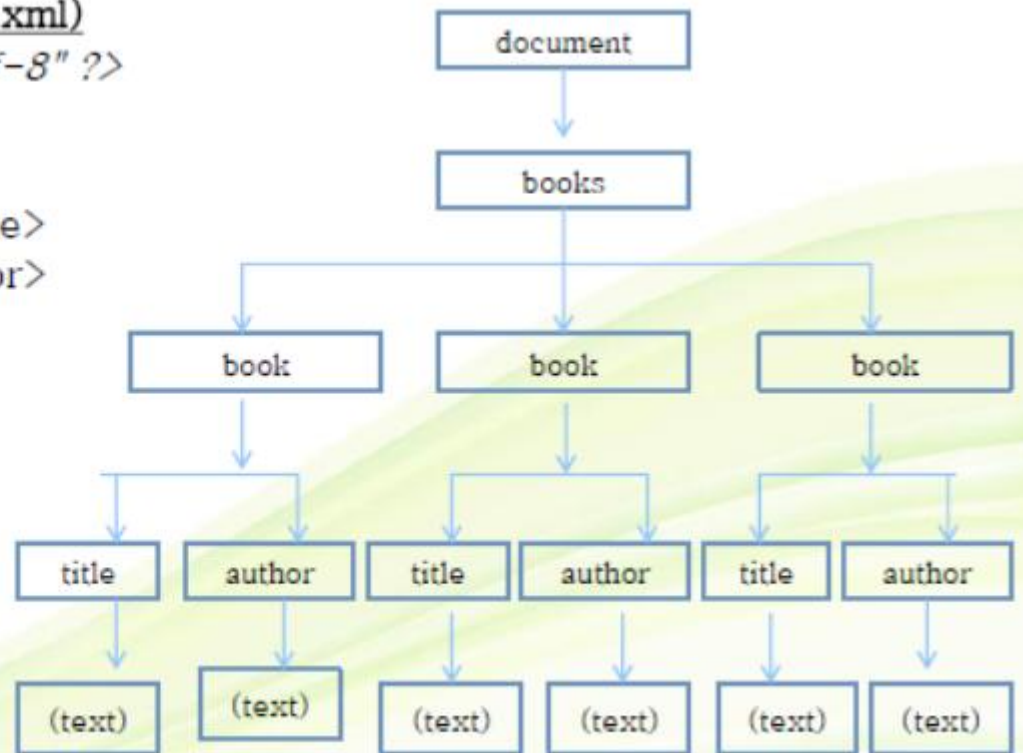 xml)
f-8" ?>
e>
or>
document
books
book book book
title author title author title author
(text) (text) (text) (text) (text) (text)